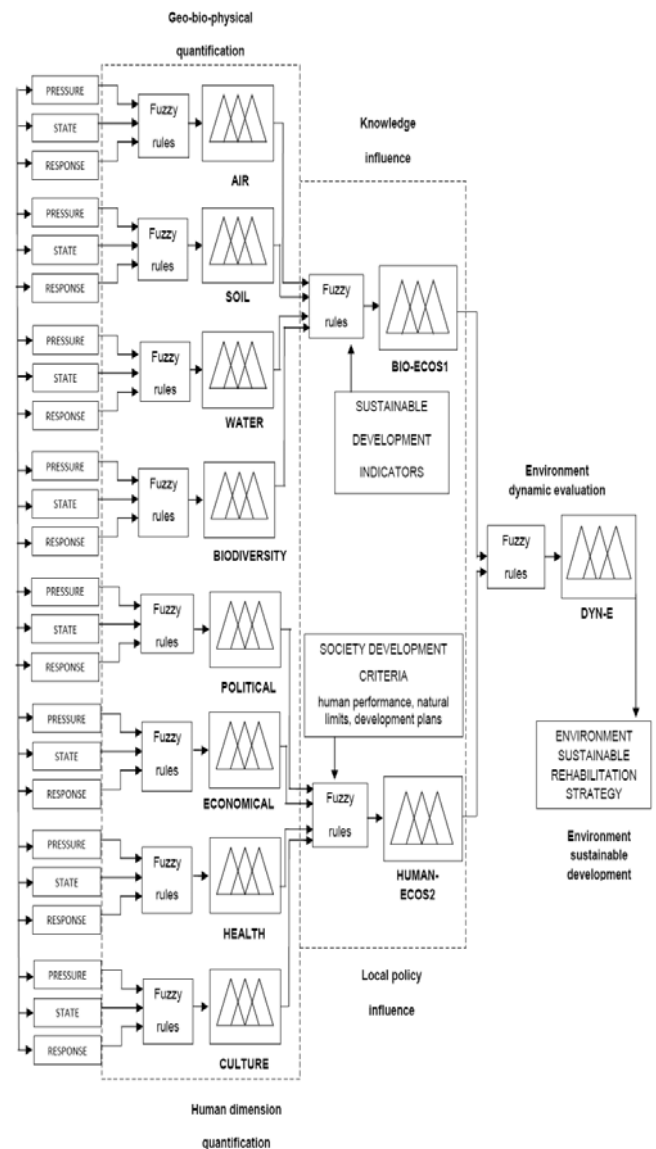 Geo-bio-physical
quantification
PRESSURE
STATE
RESPONSE
Fuzzy
rules
AIR
PRESSURE
STATE
RESPONSE
Fuzzy
rules
SOIL
PRESSURE
STATE
RESPONSE
Fuzzy
rules
WATER
PRESSURE
STATE
RESPONSE
Fuzzy
rules
BIODIVERSITY
PRESSURE
STATE
RESPONSE
Fuzzy
rules
POLITICAL
PRESSURE
STATE
RESPONSE
Fuzzy
rules
ECONOMICAL
PRESSURE
STATE
RESPONSE
Fuzzy
rules
HEALTH
PRESSURE
STATE
RESPONSE
Fuzzy
rules
CULTURE
Human dimension
quantification
Knowledge
influence
Fuzzy
rules
BIO-ECOS1
SUSTAINABLE
DEVELOPMENT
INDICATORS
SOCIETY DEVELOPMENT
CRITERIA
human performance, natural
limits, development plans
Fuzzy
rules
HUMAN-
ECOS2
Local policy
influence
Environment
dynamic evaluation
Fuzzy
rules
DYN-E
ENVIRONMENT
SUSTAINABLE
REHABILITATION
STRATEGY
Environment
sustainable
development